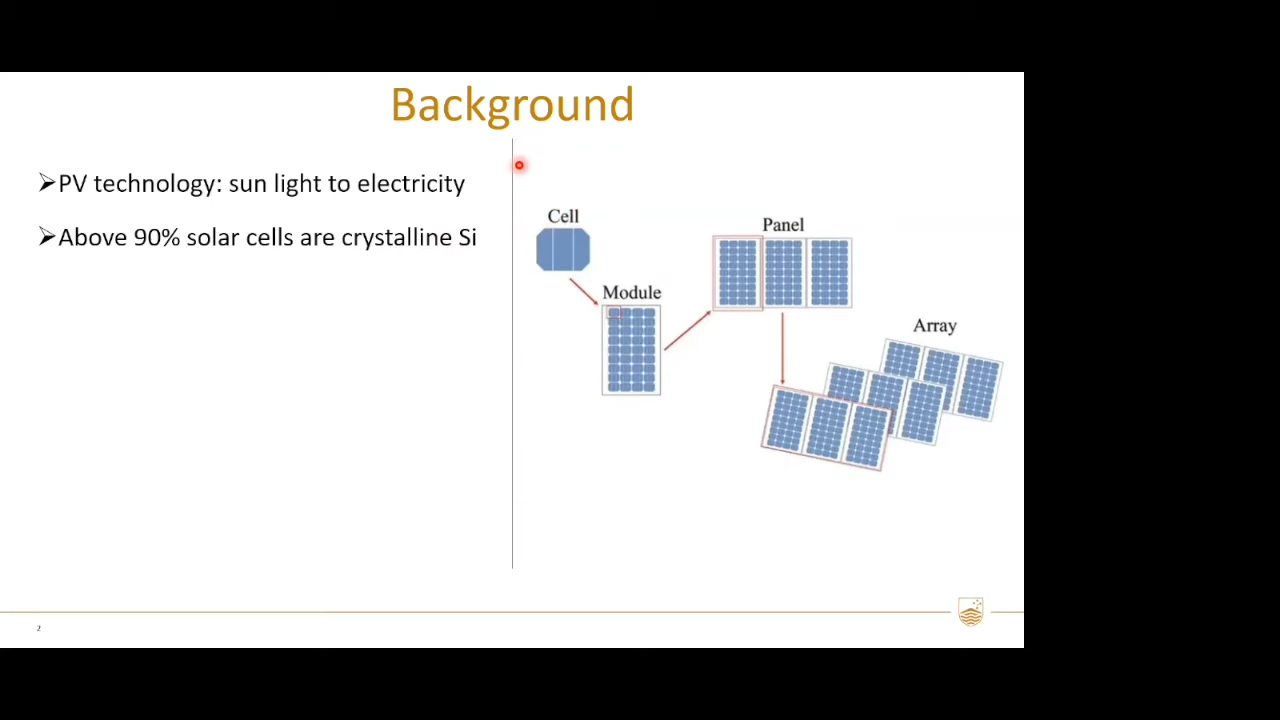 Background
➢PV technology: sun light to electricity
➢Above 90% solar cells are crystalline Si
Cell
Panel
Module
Array
2